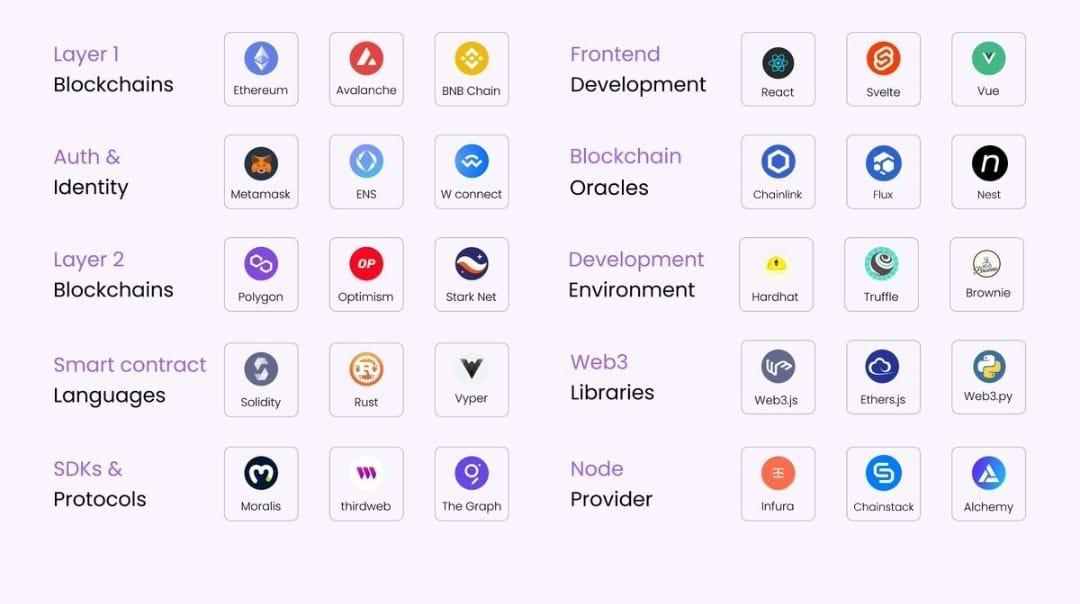 Layer 1
Blockchains
Ethereum
Avalanche
BNB Chain
Frontend
Development
React
Svelte
Vue
Auth &
Identity
Metamask
ENS
W connect
Blockchain
Oracles
Chainlink
Flux
n
Nest
Layer 2
Blockchains
Polygon
OP
Optimism
Stark Net
Development
Environment
Hardhat
Truffle
Brownie
Smart contract
Languages
Solidity
R
Rust
Vyper
Web3
Libraries
Web3.js
Ethers.js
Web3.py
SDKs &
Protocols
Moralis
thirdweb
The Graph
Node
Provider
Infura
Chainstack
Alchemy